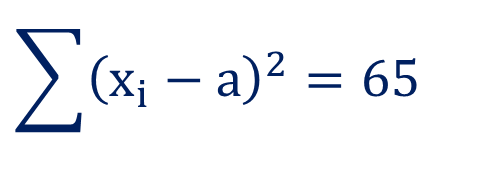 ∑(xᵢ − a)² = 65